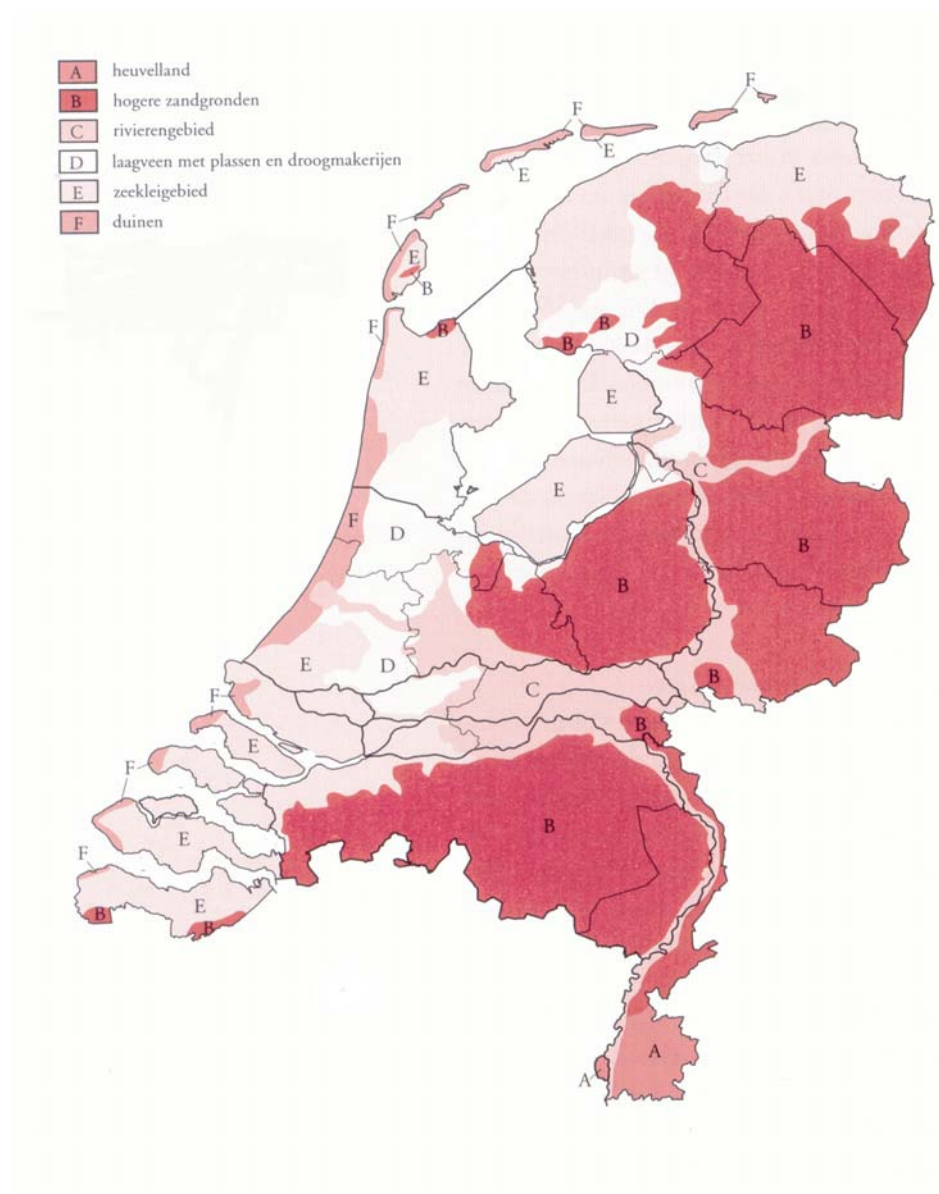 A heuvelland
B hogere zandgronden
C rivierengebied
D laagveen met plassen en droogmakerijen
E zeekleigebied
F duinen
F
F
E
E
E
F
E
B
F
B
B
B
D
B
E
E
C
E
F
D
B
B
E
D
B
C
F
B
E
F
B
E
F
E
B
B
A
A